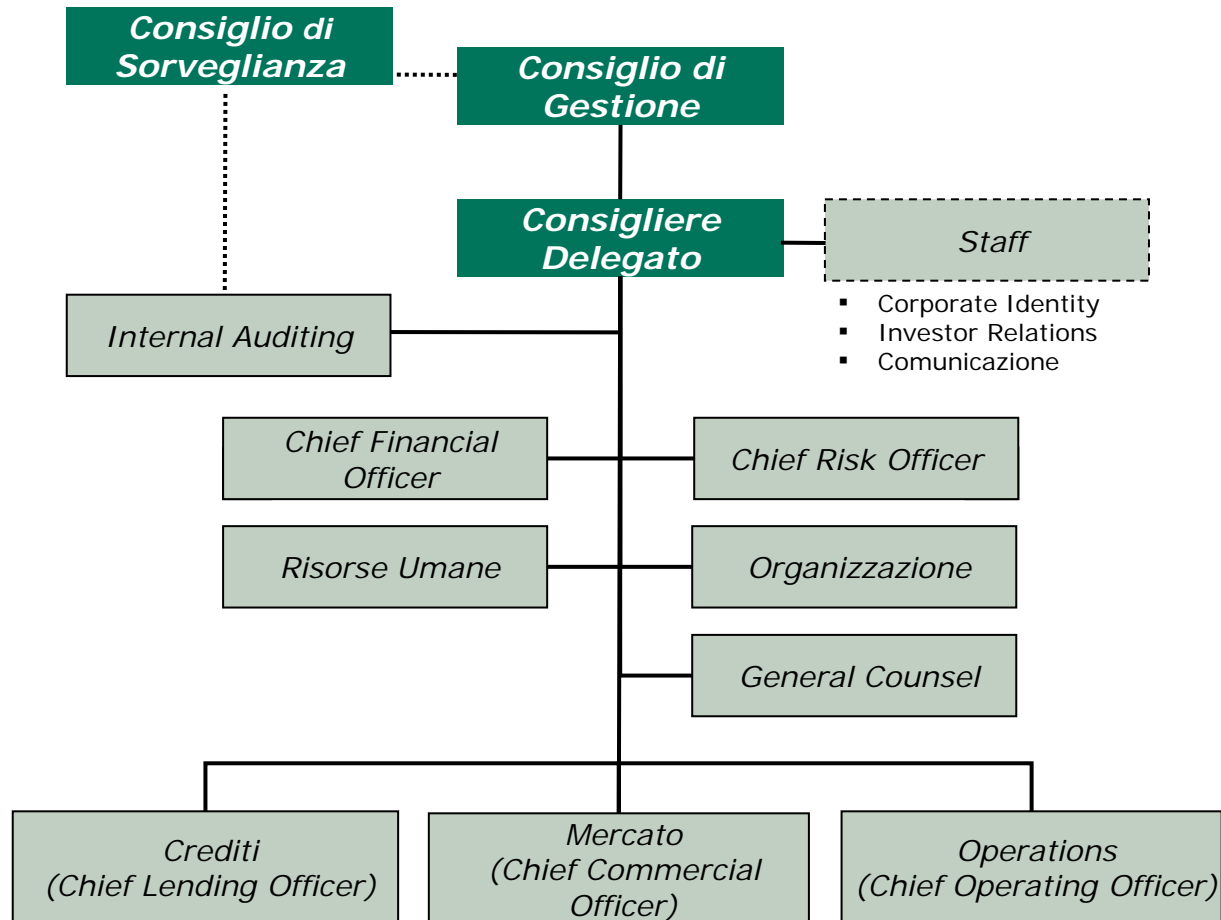 Consiglio di
Sorveglianza
Consiglio di
Gestione
Consigliere
Delegato
Staff
▪ Corporate Identity
▪ Investor Relations
▪ Comunicazione
Internal Auditing
Chief Financial
Officer
Chief Risk Officer
Risorse Umane
Organizzazione
General Counsel
Crediti
(Chief Lending Officer)
Mercato
(Chief Commercial
Officer)
Operations
(Chief Operating Officer)